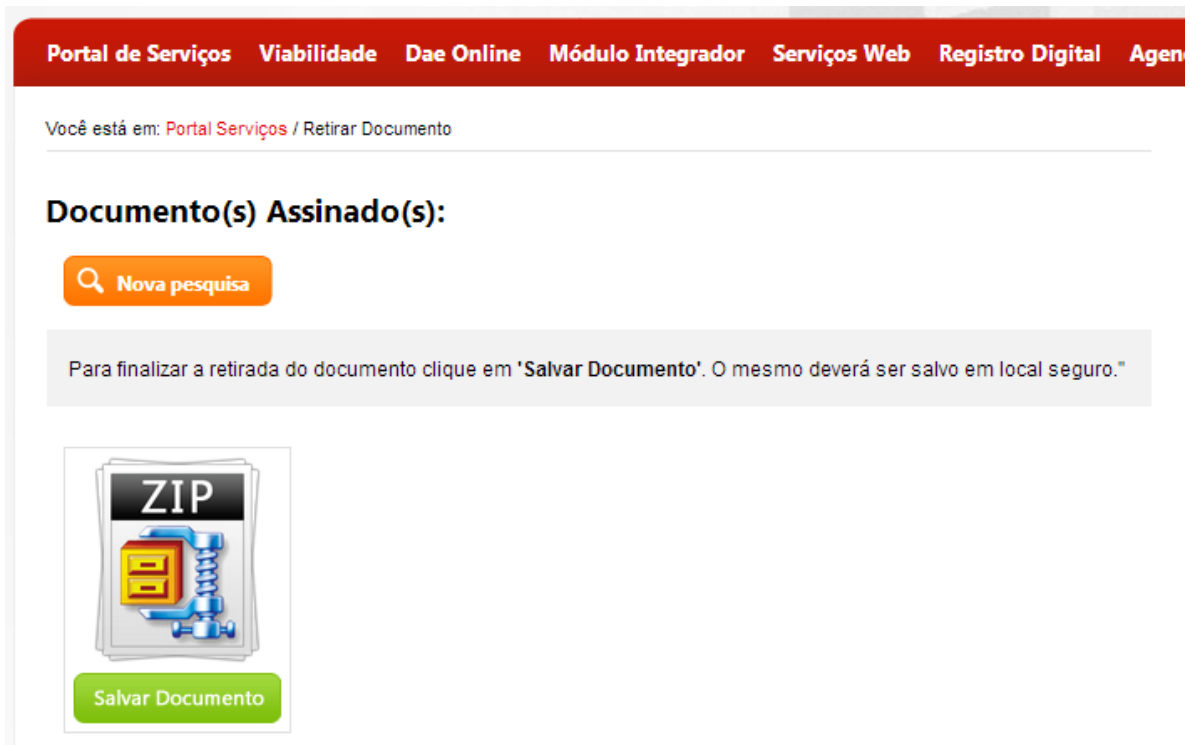 Portal de Serviços Viabilidade Dae Online Módulo Integrador Serviços Web Registro Digital
Você está em: Portal Serviços / Retirar Documento
Documento(s) Assinado(s):
Nova pesquisa
Para finalizar a retirada do documento clique em 'Salvar Documento'. O mesmo deverá ser salvo em local seguro."
ZIP
Salvar Documento